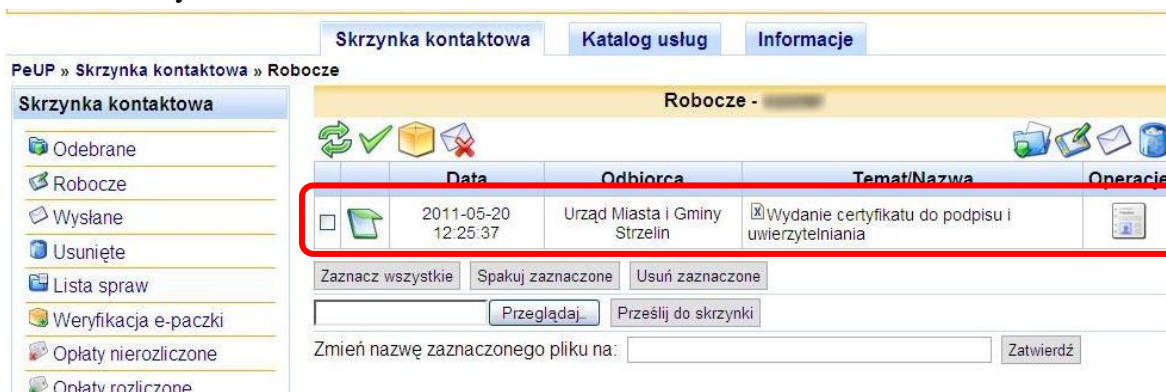 Skrzynka kontaktowa Katalog usług Informacje
PeUP » Skrzynka kontaktowa » Robocze
Skrzynka kontaktowa
Odebrane
Robocze
Wysłane
Usunięte
Lista spraw
Weryfikacja e-paczki
Opłaty nierozliczone
Opłaty rozliczone
Robocze -
Data Odbiorca Temat/Nazwa Operacje
2011-05-20
12:25:37
Urząd Miasta i Gminy
Strzelin
Wydanie certyfikatu do podpisu i
uwierzytelniania
Zaznacz wszystkie Spakuj zaznaczone Usuń zaznaczone
Przeglądaj... Prześlij do skrzynki
Zmień nazwę zaznaczonego pliku na: Zatwierdź